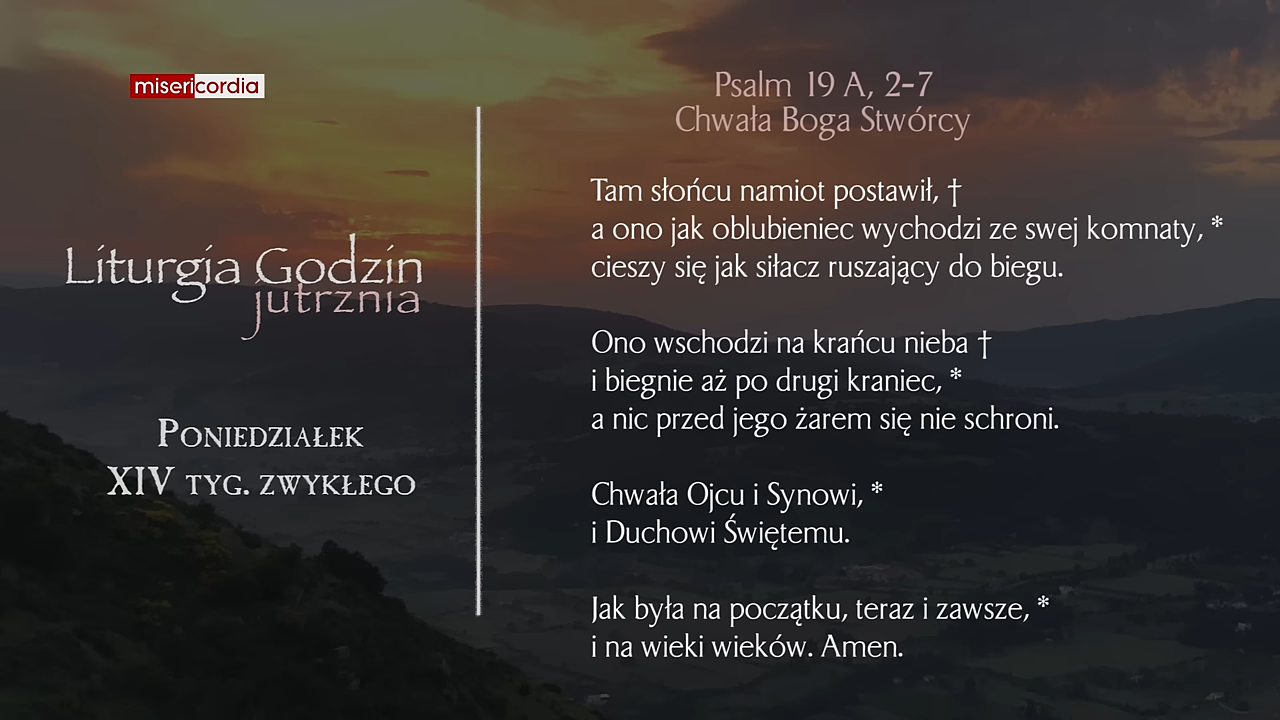 misericordia
Liturgia Godzin
jutrznia
Poniedziałek
XIV tyg. zwykłego
Psalm 19 A, 2-7
Chwała Boga Stwórcy
Tam słońcu namiot postawił, †
a ono jak oblubieniec wychodzi ze swej komnaty, *
cieszy się jak siłacz ruszający do biegu.
Ono wschodzi na krańcu nieba †
i biegnie aż po drugi kraniec, *
a nic przed jego żarem się nie schroni.
Chwała Ojcu i Synowi, *
i Duchowi Świętemu.
Jak była na początku, teraz i zawsze, *
i na wieki wieków. Amen.